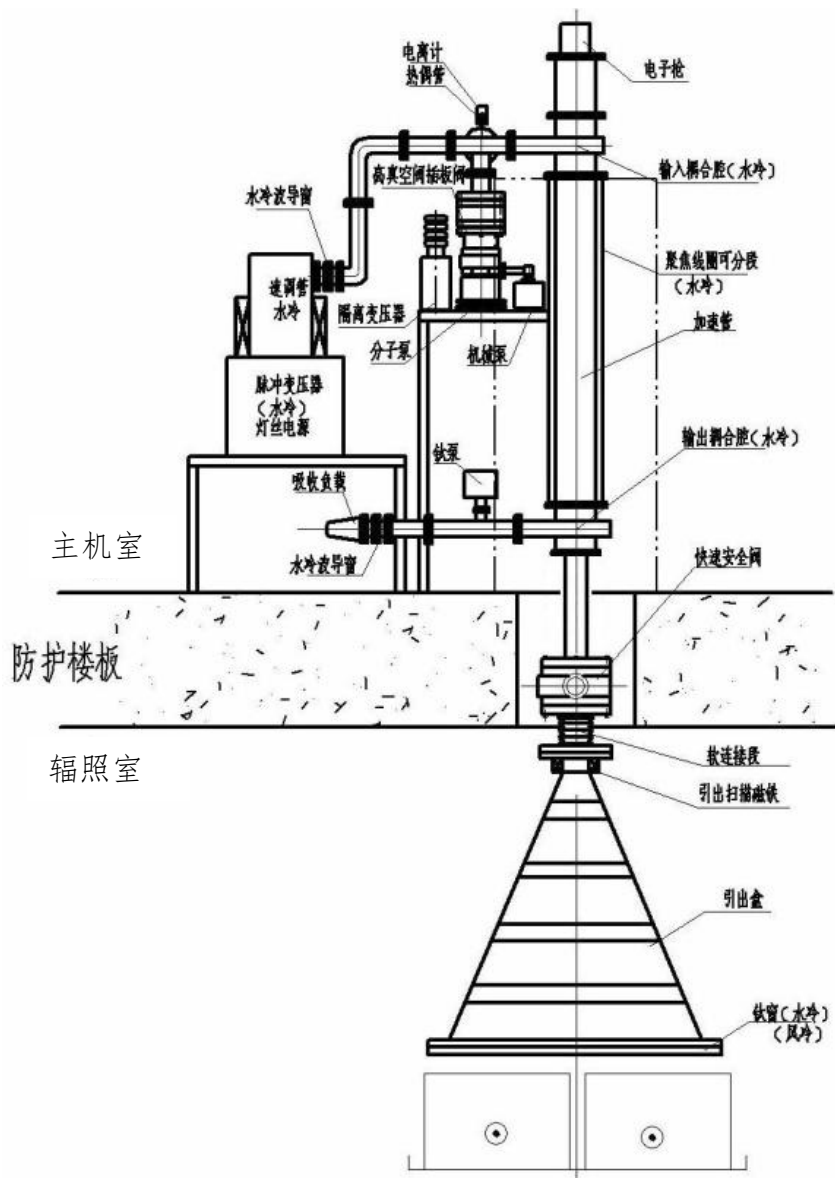 电离计
热偶管
电子枪
输入耦合腔(水冷)
高真空阀插板阀
水冷波导窗
聚焦线圈可分段
(水冷)
速调管
水冷
隔离变压器
加速管
分子泵
机械泵
脉冲变压器
(水冷)
灯丝电源
输出耦合腔(水冷)
钛泵
吸收负载
主机室
水冷波导窗
快速安全阀
防护楼板
辐照室
软连接段
引出扫描磁铁
引出盒
钛窗(水冷)
(风冷)